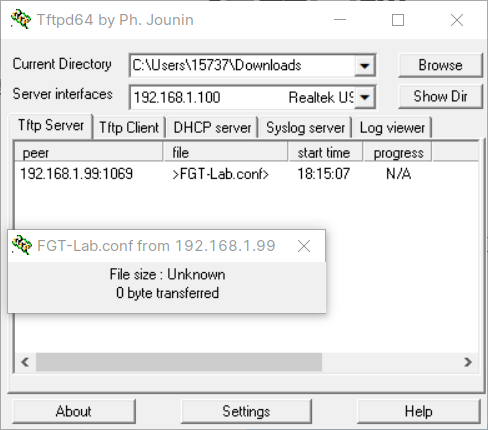 Tftpd64 by Ph. Jounin
Current Directory C:\Users\15737\Downloads Browse
Server interfaces 192.168.1.100 Realtek US Show Dir
Tftp Server Tftp Client DHCP server Syslog server Log viewer
peer file start time progress
192.168.1.99:1069 >FGT-Lab.conf> 18:15:07 N/A
FGT-Lab.conf from 192.168.1.99
File size : Unknown
0 byte transferred
About Settings Help